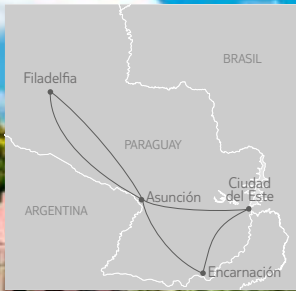 BRASIL
Filadelfia
PARAGUAY
Ciudad
del Este
Asunción
ARGENTINA
Encarnación